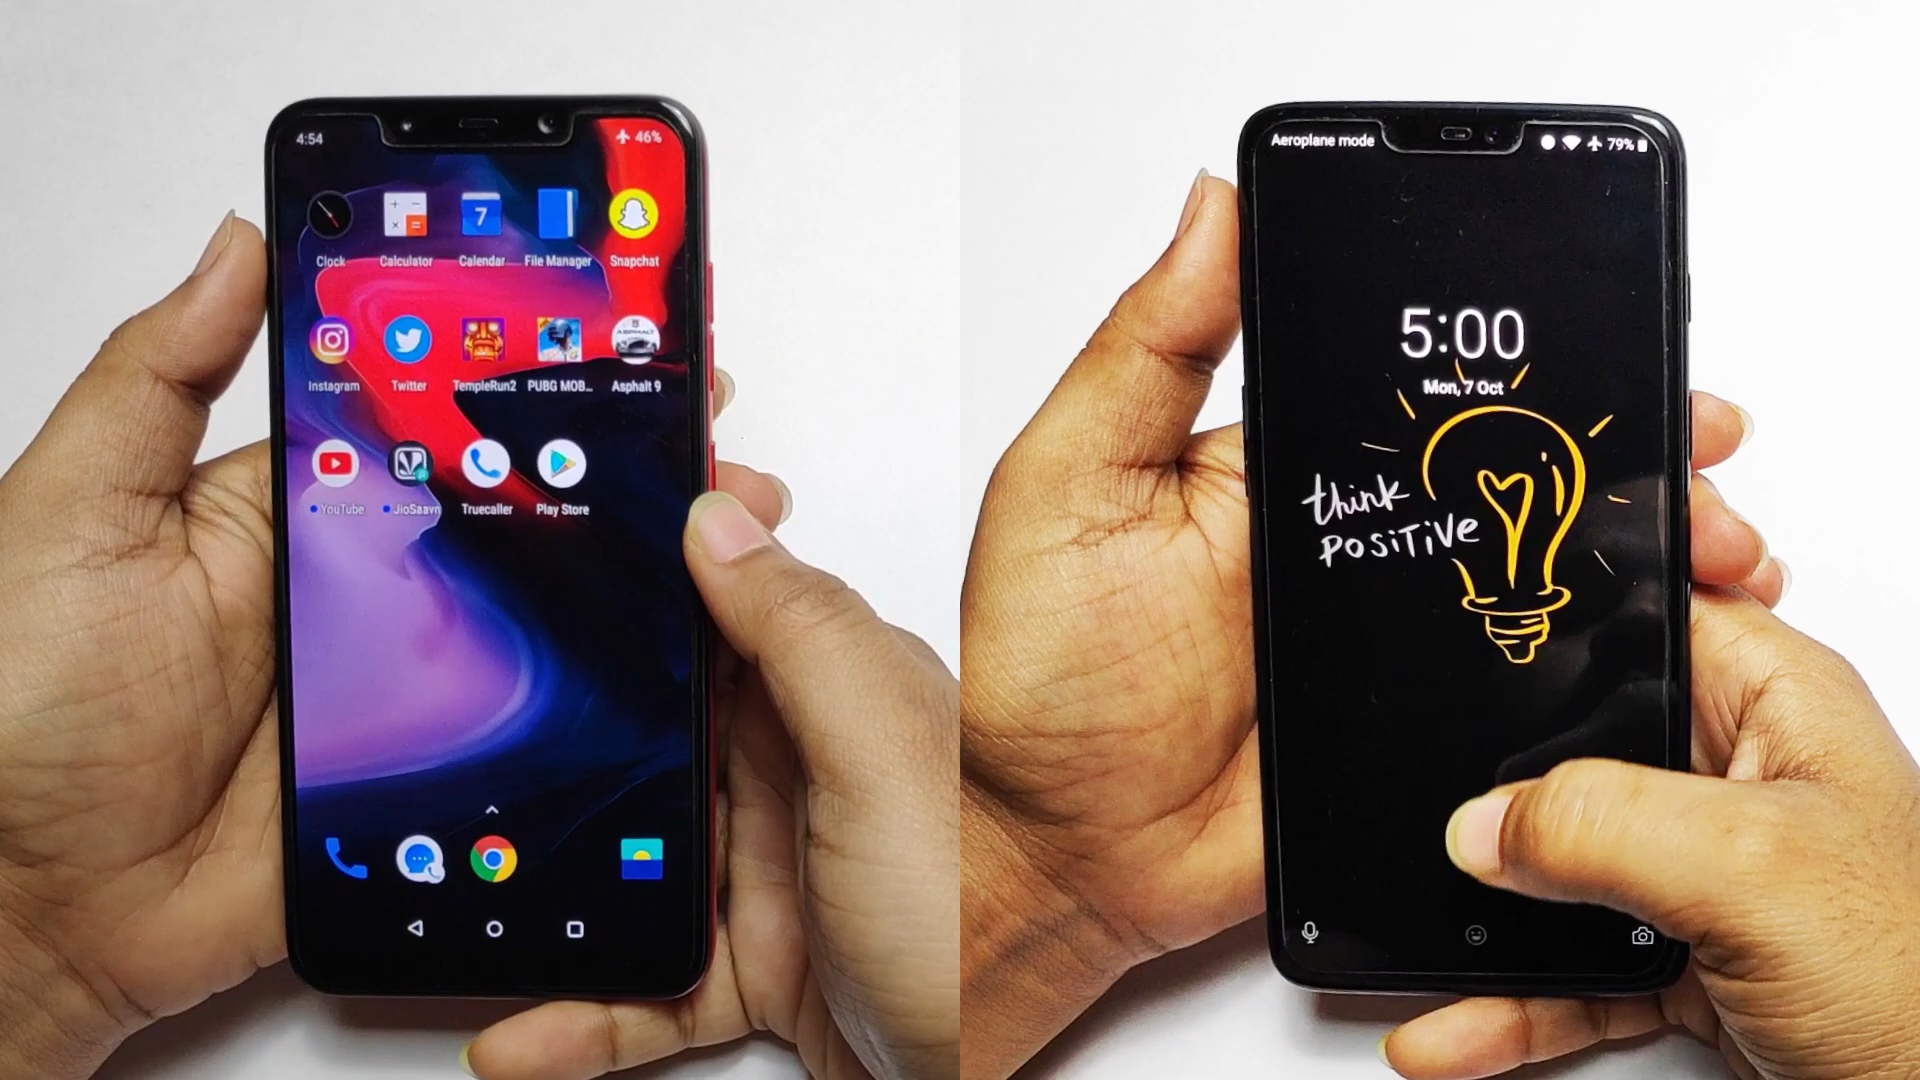 4:54
46%
7
Clock
Calculator
Calendar
File Manager
Snapchat
ASPHALT
Instagram
Twitter
TempleRun2
PUBG MOB...
Asphalt 9
YouTube
JioSaavn
Truecaller
Play Store
Aeroplane mode
79%
5:00
Mon, 7 Oct
think
POSITIVE